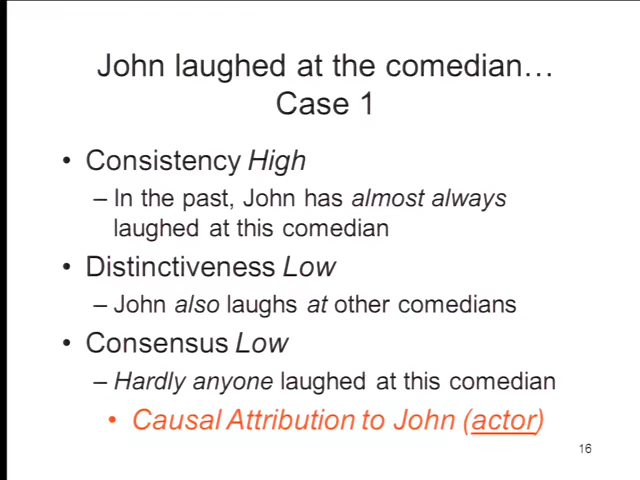 John laughed at the comedian…
Case 1
• Consistency High
– In the past, John has almost always
laughed at this comedian
• Distinctiveness Low
– John also laughs at other comedians
• Consensus Low
– Hardly anyone laughed at this comedian
• Causal Attribution to John (actor)
16